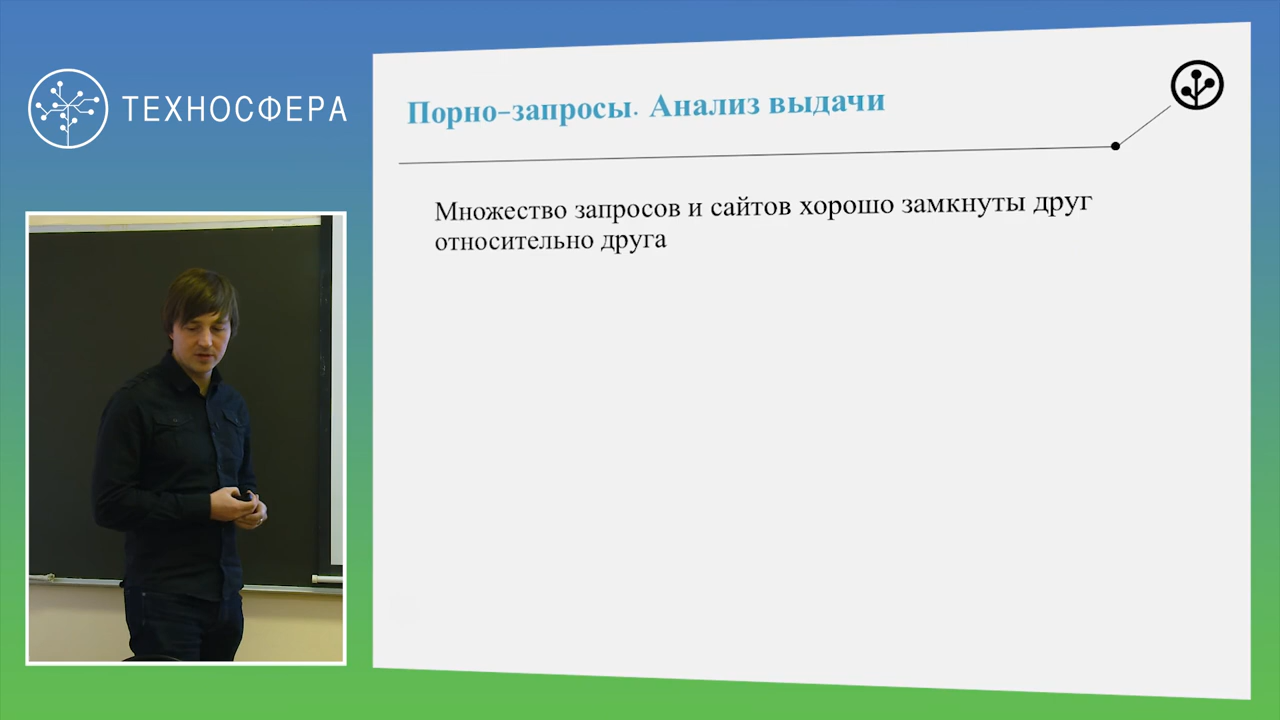 ТЕХНОСФЕРА
Порно-запросы. Анализ выдачи
Множество запросов и сайтов хорошо замкнуты друг
относительно друга